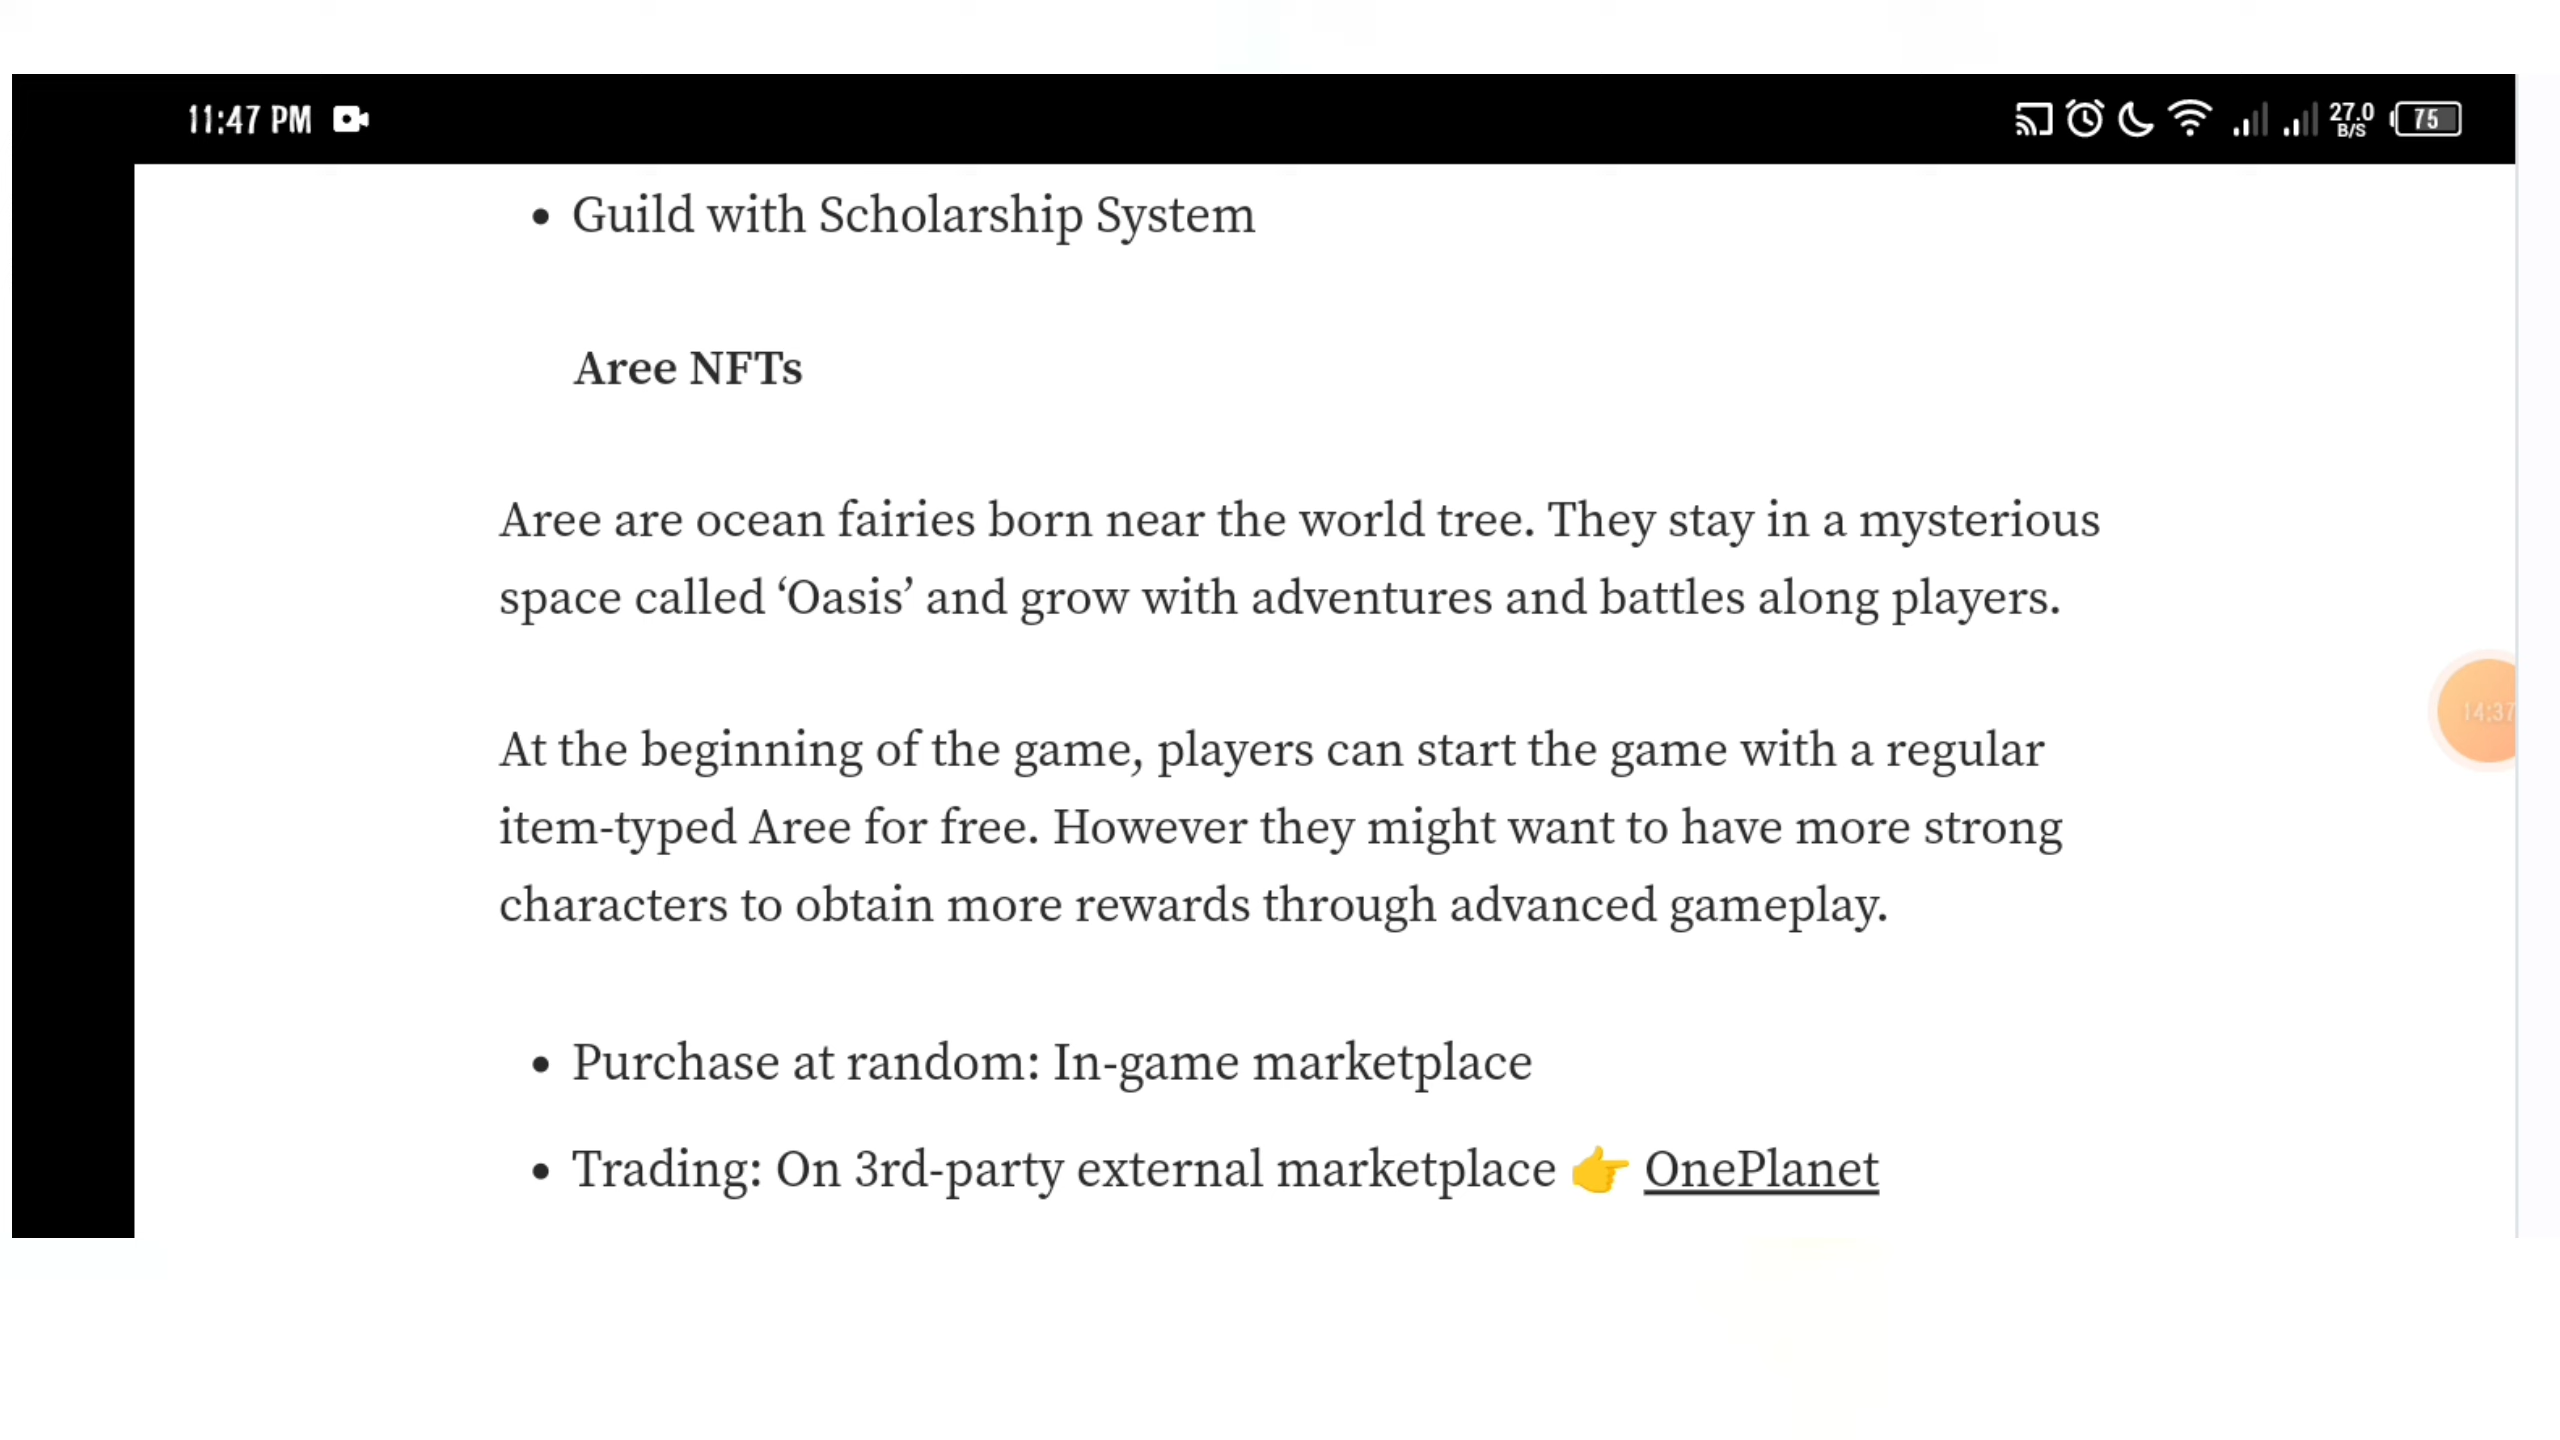 11:47 PM
27.0
B/S
75
• Guild with Scholarship System
Aree NFTs
Aree are ocean fairies born near the world tree. They stay in a mysterious
space called ‘Oasis’ and grow with adventures and battles along players.
14:37
At the beginning of the game, players can start the game with a regular
item-typed Aree for free. However they might want to have more strong
characters to obtain more rewards through advanced gameplay.
• Purchase at random: In-game marketplace
• Trading: On 3rd-party external marketplace 👉 OnePlanet